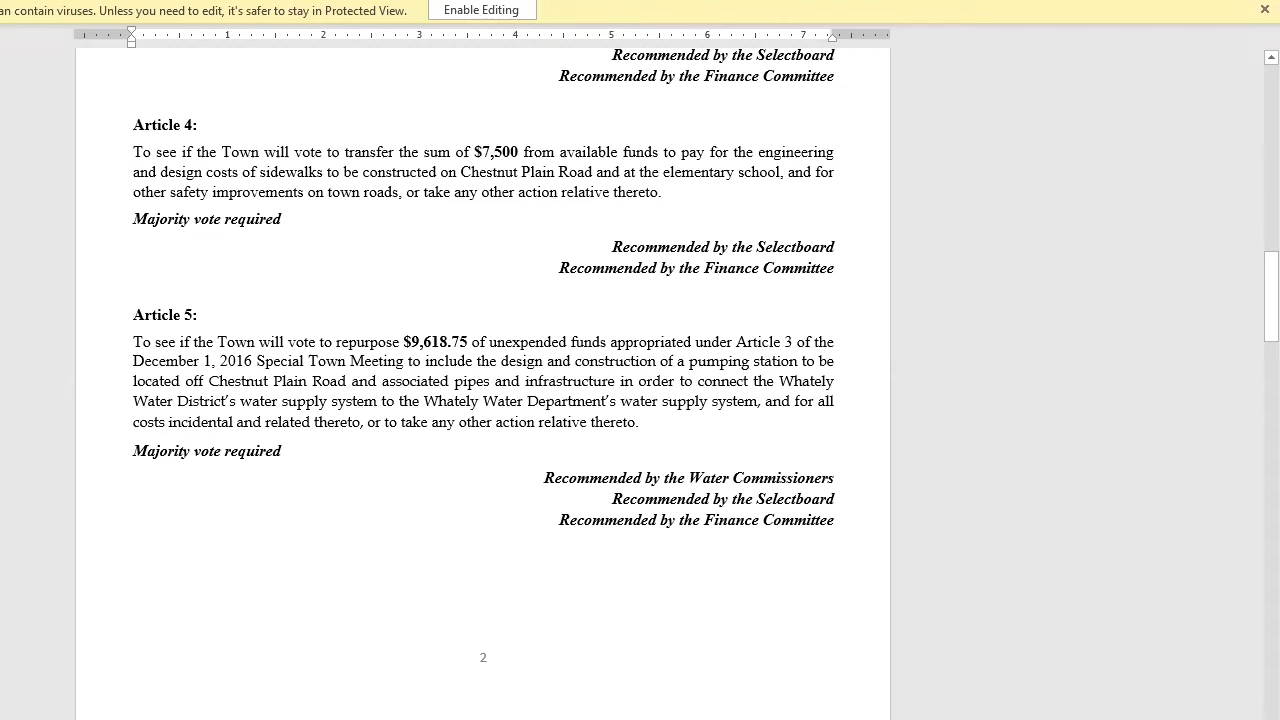 an contain viruses. Unless you need to edit, it's safer to stay in Protected View. Enable Editing
1 2 3 4 5 6 7
Recommended by the Selectboard
Recommended by the Finance Committee
Article 4:
To see if the Town will vote to transfer the sum of $7,500 from available funds to pay for the engineering
and design costs of sidewalks to be constructed on Chestnut Plain Road and at the elementary school, and for
other safety improvements on town roads, or take any other action relative thereto.
Majority vote required
Recommended by the Selectboard
Recommended by the Finance Committee
Article 5:
To see if the Town will vote to repurpose $9,618.75 of unexpended funds appropriated under Article 3 of the
December 1, 2016 Special Town Meeting to include the design and construction of a pumping station to be
located off Chestnut Plain Road and associated pipes and infrastructure in order to connect the Whately
Water District's water supply system to the Whately Water Department's water supply system, and for all
costs incidental and related thereto, or to take any other action relative thereto.
Majority vote required
Recommended by the Water Commissioners
Recommended by the Selectboard
Recommended by the Finance Committee
2